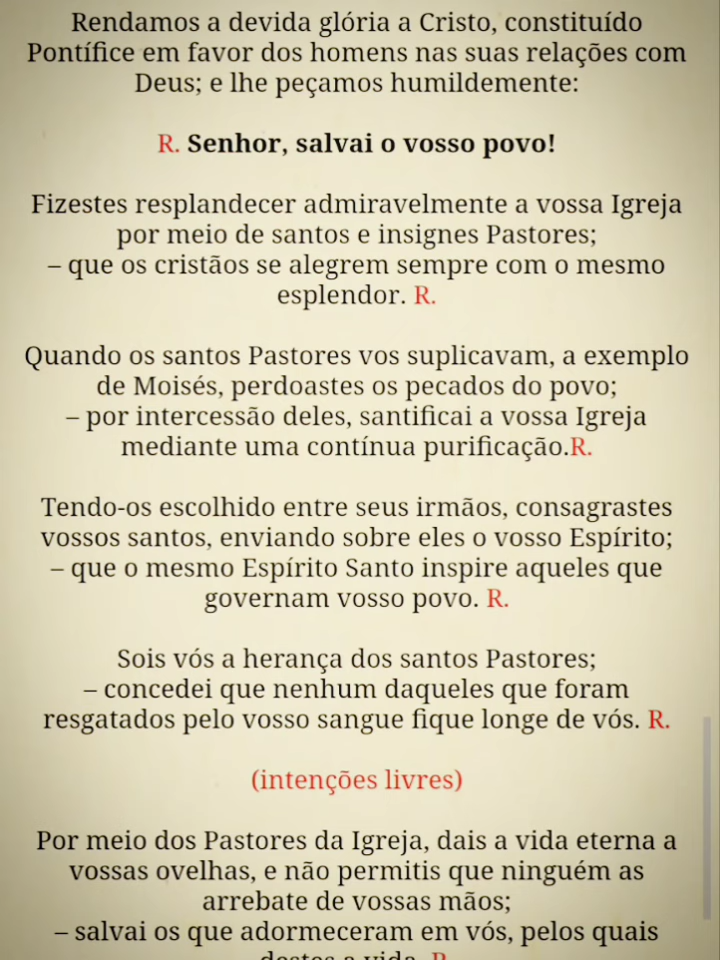 Rendamos a devida glória a Cristo, constituído
Pontífice em favor dos homens nas suas relações com
Deus; e lhe peçamos humildemente:
R. Senhor, salvai o vosso povo!
Fizestes resplandecer admiravelmente a vossa Igreja
por meio de santos e insignes Pastores;
– que os cristãos se alegrem sempre com o mesmo
esplendor. R.
Quando os santos Pastores vos suplicavam, a exemplo
de Moisés, perdoastes os pecados do povo;
– por intercessão deles, santificai a vossa Igreja
mediante uma contínua purificação.R.
Tendo-os escolhido entre seus irmãos, consagrastes
vossos santos, enviando sobre eles o vosso Espírito;
– que o mesmo Espírito Santo inspire aqueles que
governam vosso povo. R.
Sois vós a herança dos santos Pastores;
– concedei que nenhum daqueles que foram
resgatados pelo vosso sangue fique longe de vós. R.
(intenções livres)
Por meio dos Pastores da Igreja, dais a vida eterna a
vossas ovelhas, e não permitis que ninguém as
arrebate de vossas mãos;
– salvai os que adormeceram em vós, pelos quais
destes a vida. R.